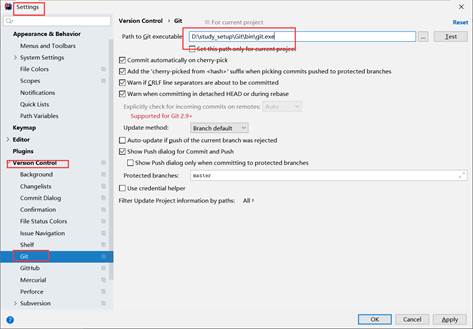 Settings
Version Control > Git
For current project
Reset
Appearance & Behavior
Menus and Toolbars
System Settings
File Colors
Scopes
Notifications
Quick Lists
Path Variables
Keymap
Editor
Plugins
Version Control
Background
Changelists
Commit Dialog
Confirmation
File Status Colors
Issue Navigation
Shelf
Git
GitHub
Mercurial
Perforce
Subversion
Path to Git executable:
D:\study_setup\Git\bin\git.exe
...
Test
Set this path only for current project
Commit automatically on cherry-pick
Add the 'cherry-picked from <hash>' suffix when picking commits pushed to protected branches
Warn if CRLF line separators are about to be committed
Warn when committing in detached HEAD or during rebase
Explicitly check for incoming commits on remotes: Auto
Supported for Git 2.9+
Update method: Branch default
Auto-update if push of the current branch was rejected
Show Push dialog for Commit and Push
Show Push dialog only when committing to protected branches
Protected branches: master
Use credential helper
Filter Update Project information by paths: All
?
OK
Cancel
Apply